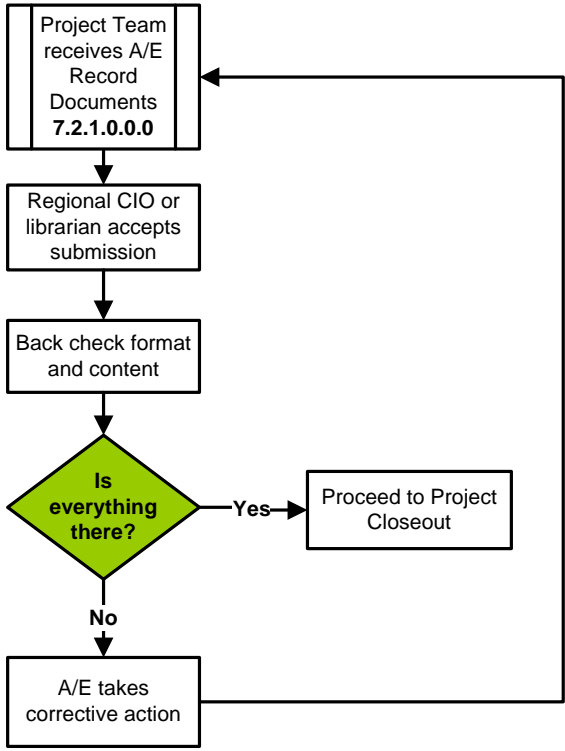 Project Team
receives A/E
Record
Documents
7.2.1.0.0.0
Regional CIO or
librarian accepts
submission
Back check format
and content
Is
everything
there?
Yes
Proceed to Project
Closeout
No
A/E takes
corrective action